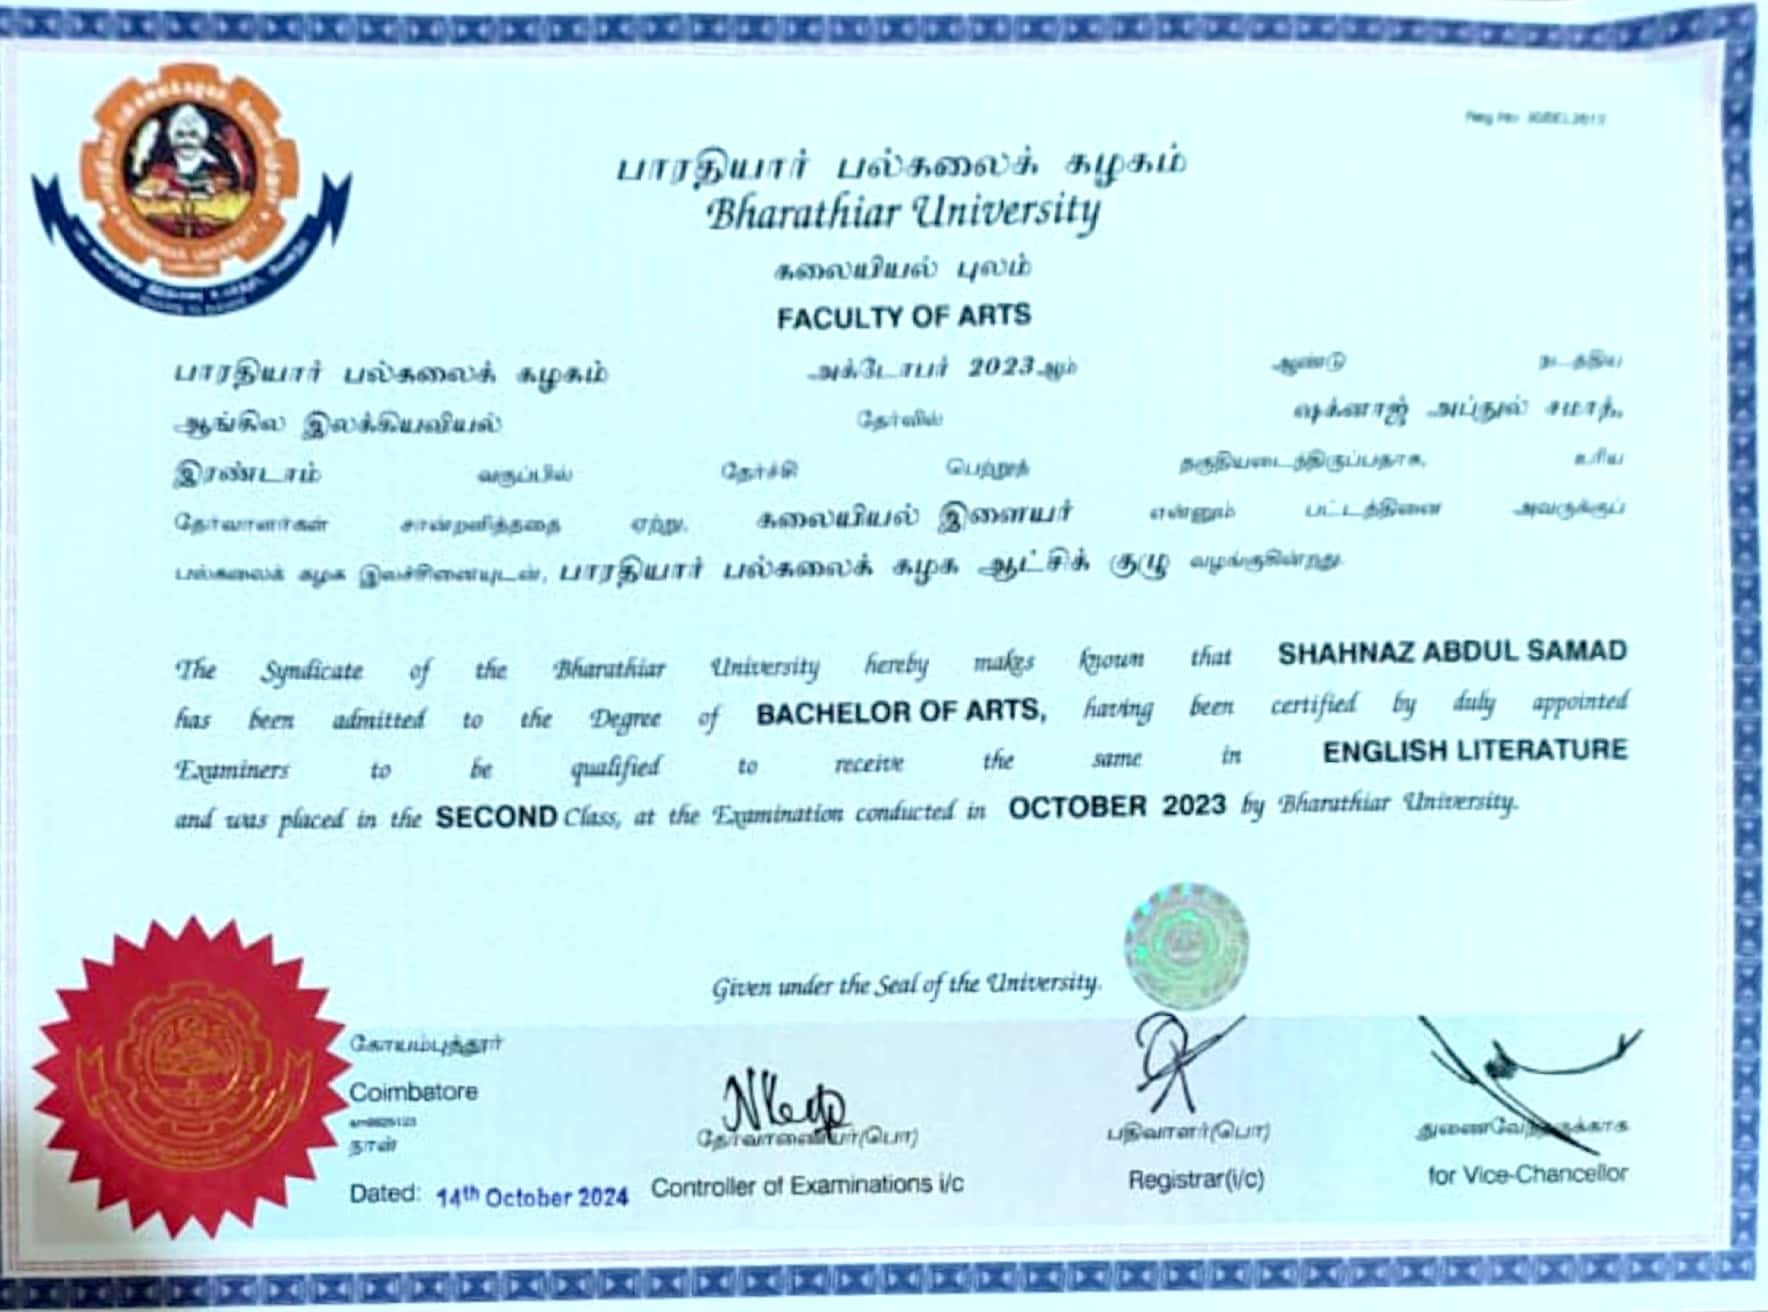 பாரதியார் பல்கலைக் கழகம்
Bharathiar University
கலையியல் புலம்
FACULTY OF ARTS
பாரதியார் பல்கலைக் கழகம் அக்டோபர் 2023ஆம் ஆண்டு நடத்திய
ஆங்கில இலக்கியவியல் தேர்வில் ஷக்னாஜ் அப்துல் சமாத்,
இரண்டாம் வகுப்பில் தேர்ச்சி பெற்றுத் தகுதியடைந்திருப்பதாக, உரிய
தேர்வாளர்கள் சான்றளித்ததை ஏற்று, கலையியல் இளையர் என்னும் பட்டத்தினை அவருக்குப்
பல்கலைக் கழக இலச்சினையுடன், பாரதியார் பல்கலைக் கழக ஆட்சிக் குழு வழங்குகின்றது.
The Syndicate of the Bharathiar University hereby makes known that SHAHNAZ ABDUL SAMAD
has been admitted to the Degree of BACHELOR OF ARTS, having been certified by duly appointed
Examiners to be qualified to receive the same in ENGLISH LITERATURE
and was placed in the SECOND Class, at the Examination conducted in OCTOBER 2023 by Bharathiar University.
Given under the Seal of the University.
கோயம்புத்தூர்
Coimbatore
நாள்
Dated: 14th October 2024
தேர்வாணையர்(பொ)
Controller of Examinations i/c
பதிவாளர்(பொ)
Registrar(i/c)
துணைவேந்தருக்காக
for Vice-Chancellor